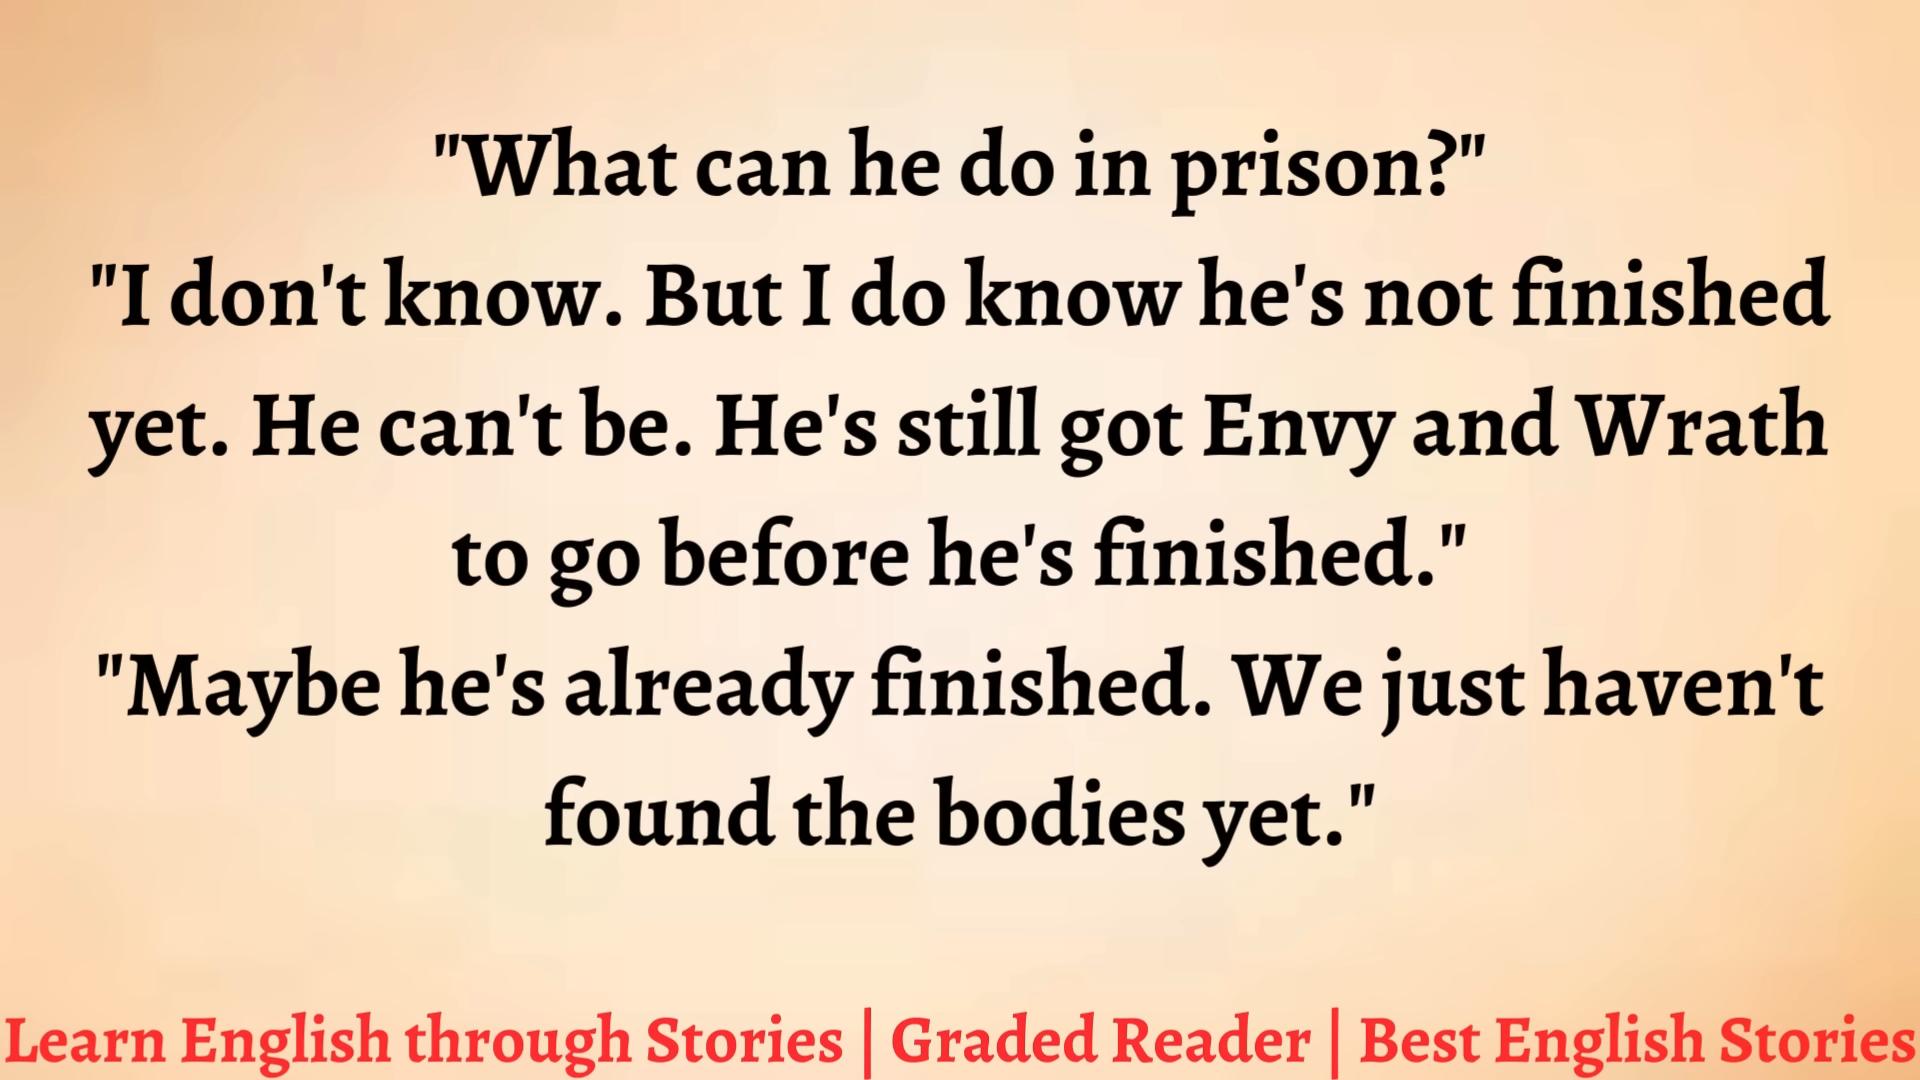 "What can he do in prison?"
"I don't know. But I do know he's not finished
yet. He can't be. He's still got Envy and Wrath
to go before he's finished."
"Maybe he's already finished. We just haven't
found the bodies yet."
Learn English through Stories | Graded Reader | Best English Stories